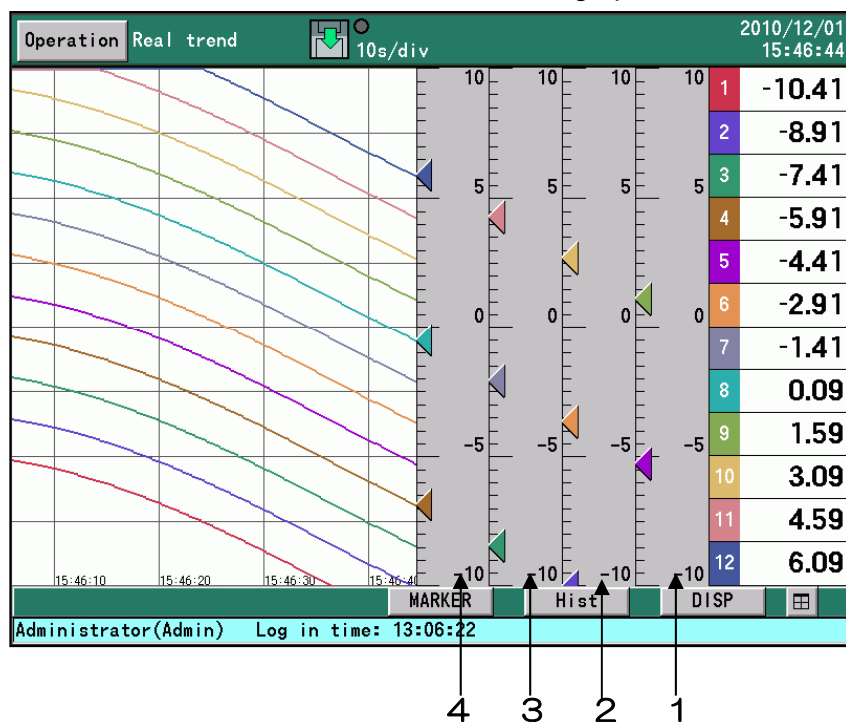 Operation Real trend 10s/div 2010/12/01
15:46:44
10 10 10 10
5 5 5 5
0 0 0 0
-5 -5 -5 -5
-10 -10 -10 -10
1 -10.41
2 -8.91
3 -7.41
4 -5.91
5 -4.41
6 -2.91
7 -1.41
8 0.09
9 1.59
10 3.09
11 4.59
12 6.09
15:46:10 15:46:20 15:46:30 15:46:40
MARKER Hist DISP
Administrator(Admin) Log in time: 13:06:22
4 3 2 1